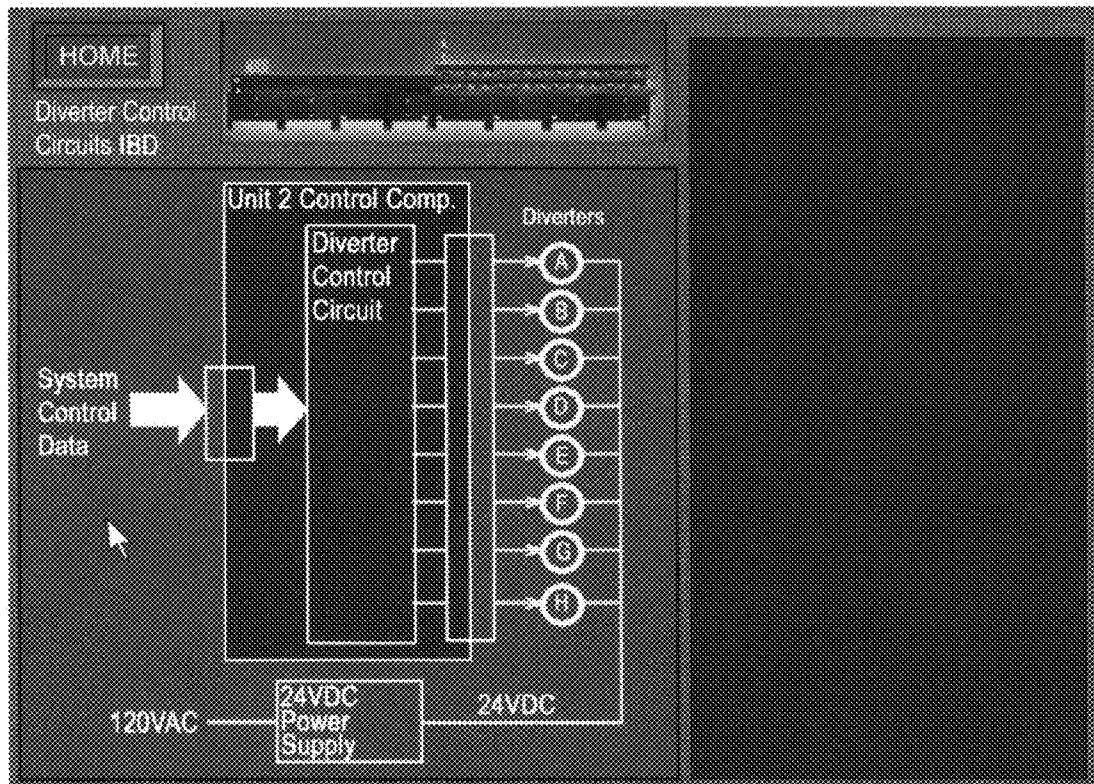 HOME
Diverter Control
Circuits IBD
Unit 2 Control Comp.
Diverters
Diverter
Control
Circuit
A
B
C
D
E
F
G
H
System
Control
Data
120VAC
24VDC
Power
Supply
24VDC